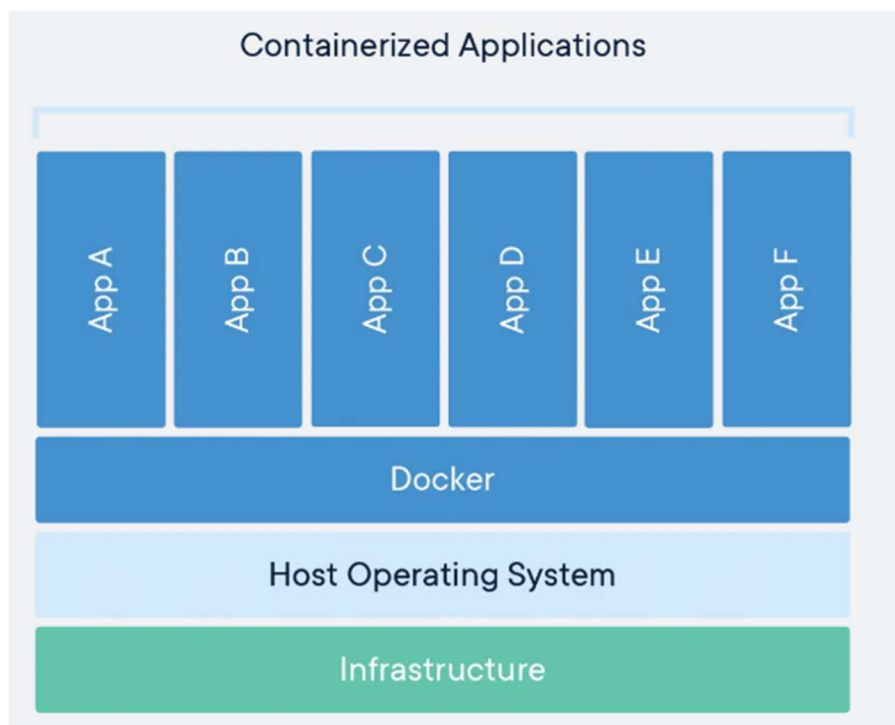 Containerized Applications
App A
App B
App C
App D
App E
App F
Docker
Host Operating System
Infrastructure